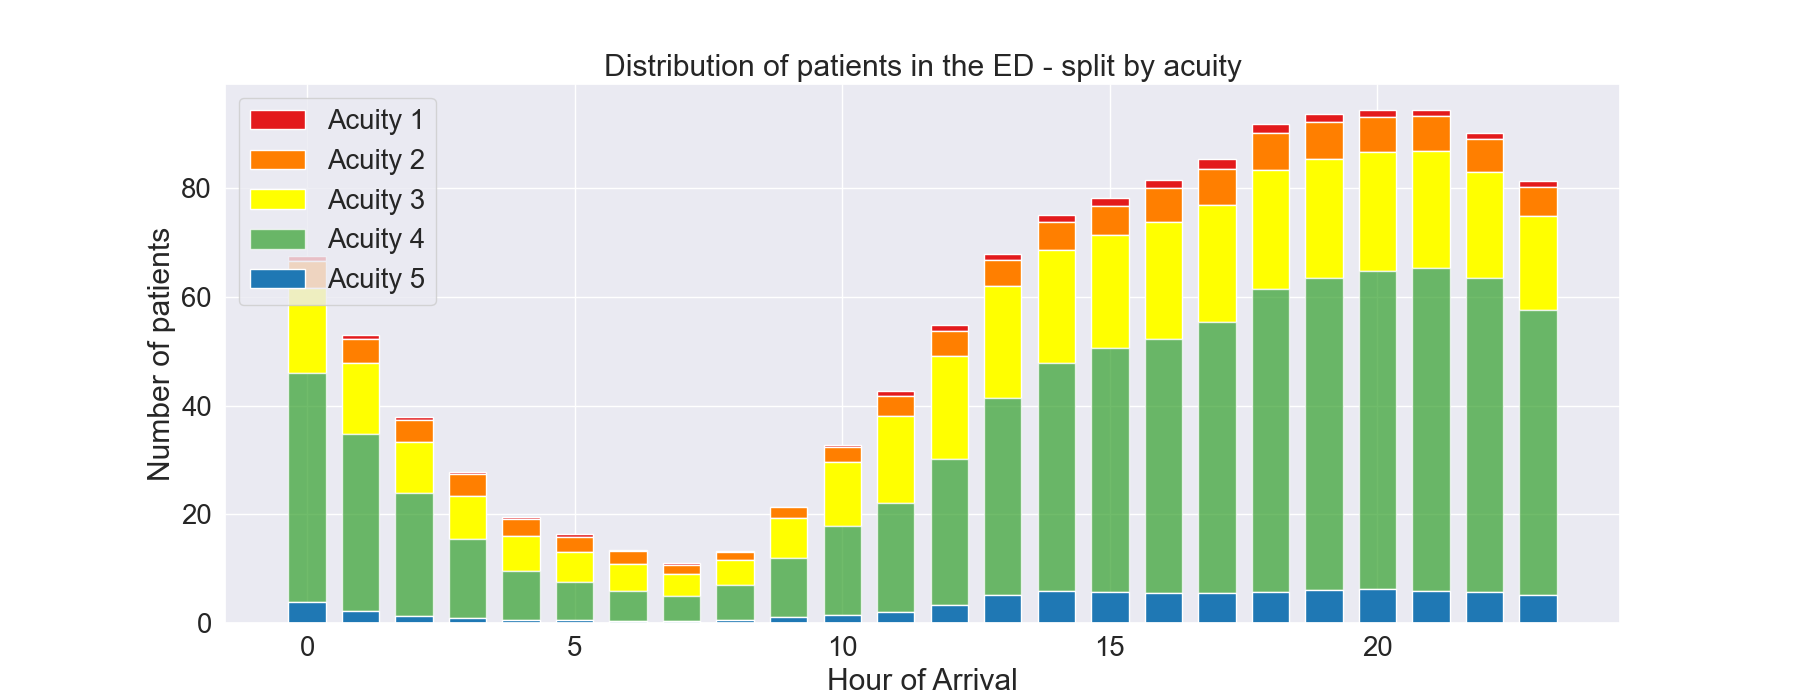 Distribution of patients in the ED - split by acuity
Acuity 1
Acuity 2
Acuity 3
Acuity 4
Acuity 5
Number of patients
80
60
40
20
0
0 5 10 15 20
Hour of Arrival